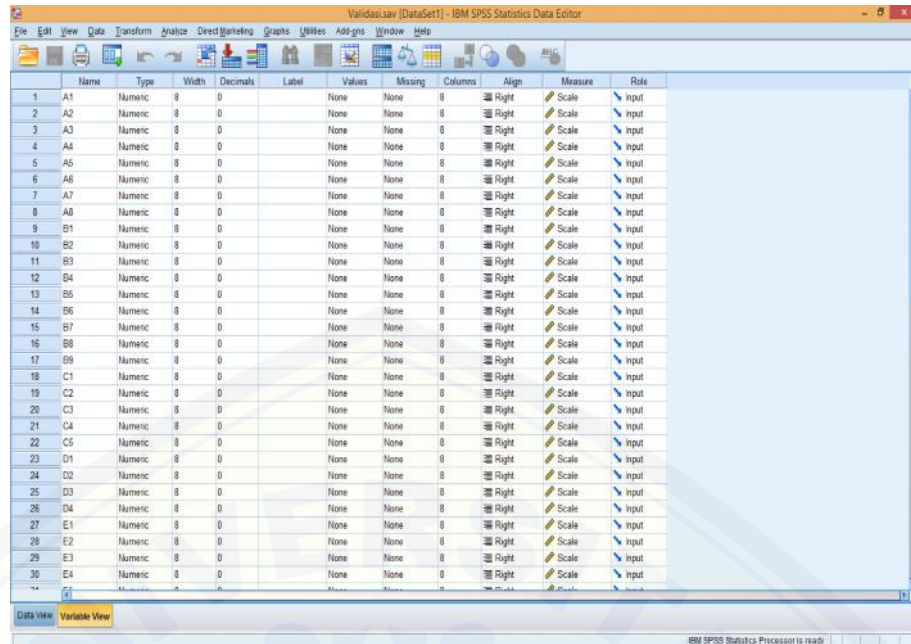 Validasi.sav [DataSet1] - IBM SPSS Statistics Data Editor
File Edit View Data Transform Analyze Direct Marketing Graphs Utilities Add-ons Window Help
Name Type Width Decimals Label Values Missing Columns Align Measure Role
1 A1 Numeric 8 0 None None 8 Right Scale Input
2 A2 Numeric 8 0 None None 8 Right Scale Input
3 A3 Numeric 8 0 None None 8 Right Scale Input
4 A4 Numeric 8 0 None None 8 Right Scale Input
5 A5 Numeric 8 0 None None 8 Right Scale Input
6 A6 Numeric 8 0 None None 8 Right Scale Input
7 A7 Numeric 8 0 None None 8 Right Scale Input
8 A8 Numeric 8 0 None None 8 Right Scale Input
9 B1 Numeric 8 0 None None 8 Right Scale Input
10 B2 Numeric 8 0 None None 8 Right Scale Input
11 B3 Numeric 8 0 None None 8 Right Scale Input
12 B4 Numeric 8 0 None None 8 Right Scale Input
13 B5 Numeric 8 0 None None 8 Right Scale Input
14 B6 Numeric 8 0 None None 8 Right Scale Input
15 B7 Numeric 8 0 None None 8 Right Scale Input
16 B8 Numeric 8 0 None None 8 Right Scale Input
17 B9 Numeric 8 0 None None 8 Right Scale Input
18 C1 Numeric 8 0 None None 8 Right Scale Input
19 C2 Numeric 8 0 None None 8 Right Scale Input
20 C3 Numeric 8 0 None None 8 Right Scale Input
21 C4 Numeric 8 0 None None 8 Right Scale Input
22 C5 Numeric 8 0 None None 8 Right Scale Input
23 D1 Numeric 8 0 None None 8 Right Scale Input
24 D2 Numeric 8 0 None None 8 Right Scale Input
25 D3 Numeric 8 0 None None 8 Right Scale Input
26 D4 Numeric 8 0 None None 8 Right Scale Input
27 E1 Numeric 8 0 None None 8 Right Scale Input
28 E2 Numeric 8 0 None None 8 Right Scale Input
29 E3 Numeric 8 0 None None 8 Right Scale Input
30 E4 Numeric 8 0 None None 8 Right Scale Input
Data View Variable View
IBM SPSS Statistics Processor is ready